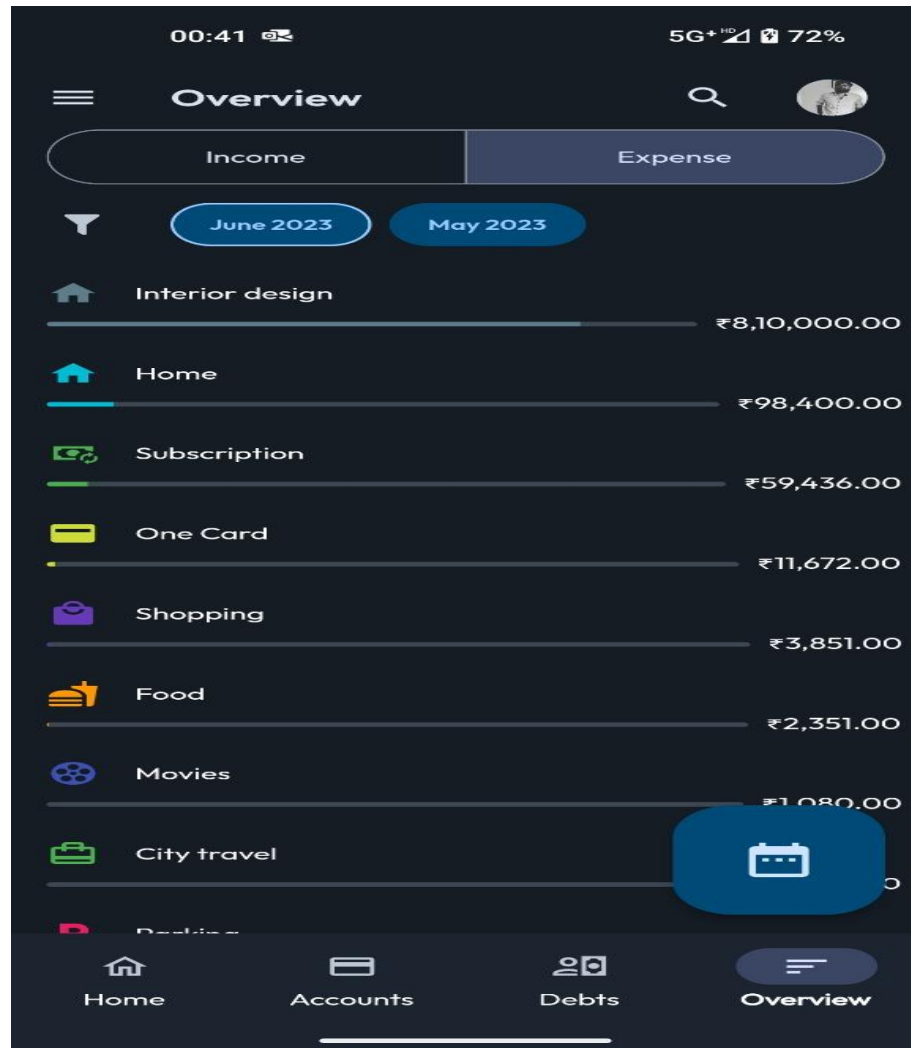 00:41 5G+ HD 72%
Overview
Income Expense
June 2023 May 2023
Interior design
₹8,10,000.00
Home
₹98,400.00
Subscription
₹59,436.00
One Card
₹11,672.00
Shopping
₹3,851.00
Food
₹2,351.00
Movies
₹1,080.00
City travel
Parking
Home Accounts Debts Overview